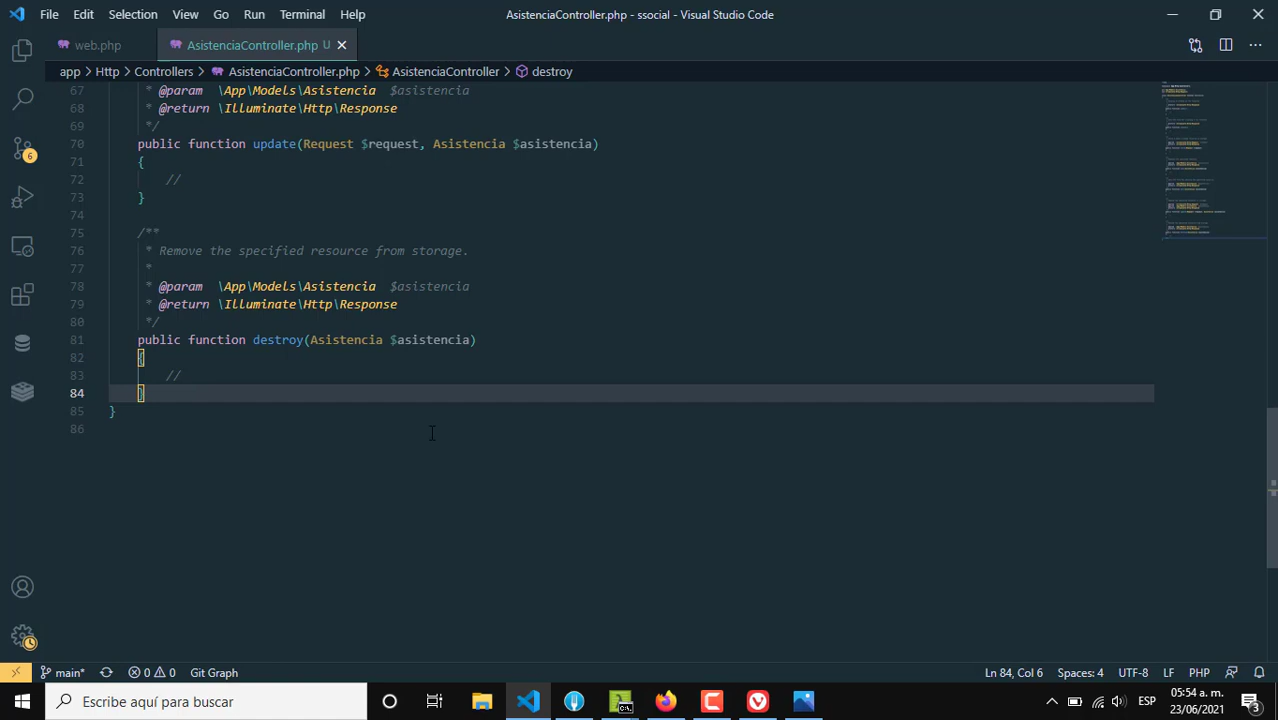 File Edit Selection View Go Run Terminal Help AsistenciaController.php - ssocial - Visual Studio Code
web.php AsistenciaController.php U
app > Http > Controllers > AsistenciaController.php > AsistenciaController > destroy
67 * @param \App\Models\Asistencia $asistencia
68 * @return \Illuminate\Http\Response
69 */
70 public function update(Request $request, Asistencia $asistencia)
71 {
72 //
73 }
74
75 /**
76 * Remove the specified resource from storage.
77 *
78 * @param \App\Models\Asistencia $asistencia
79 * @return \Illuminate\Http\Response
80 */
81 public function destroy(Asistencia $asistencia)
82 {
83 //
84 }
85 }
86
6
main* 0 0 Git Graph Ln 84, Col 6 Spaces: 4 UTF-8 LF PHP
Escribe aquí para buscar
C:\.
ESP
05:54 a. m.
23/06/2021
3